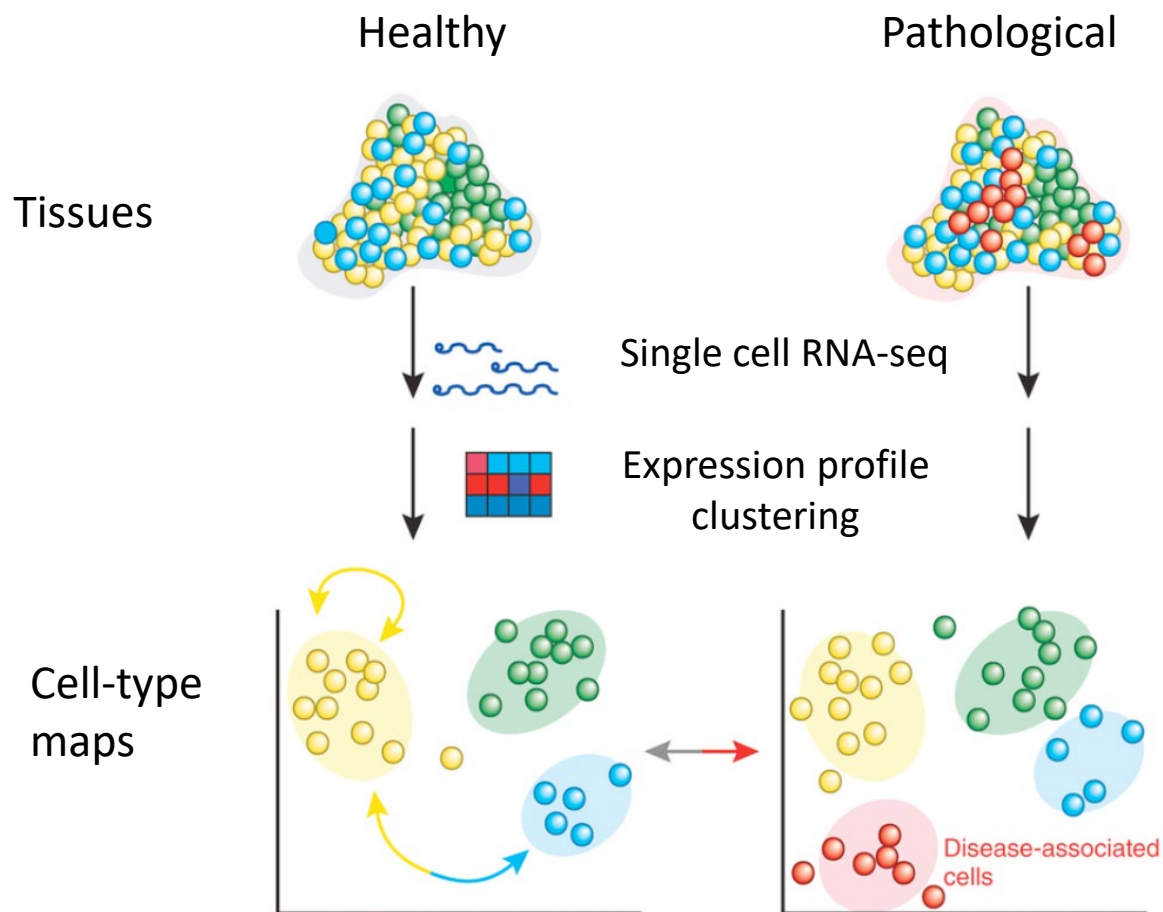 Healthy
Pathological
Tissues
Single cell RNA-seq
Expression profile
clustering
Cell-type
maps
Disease-associated
cells